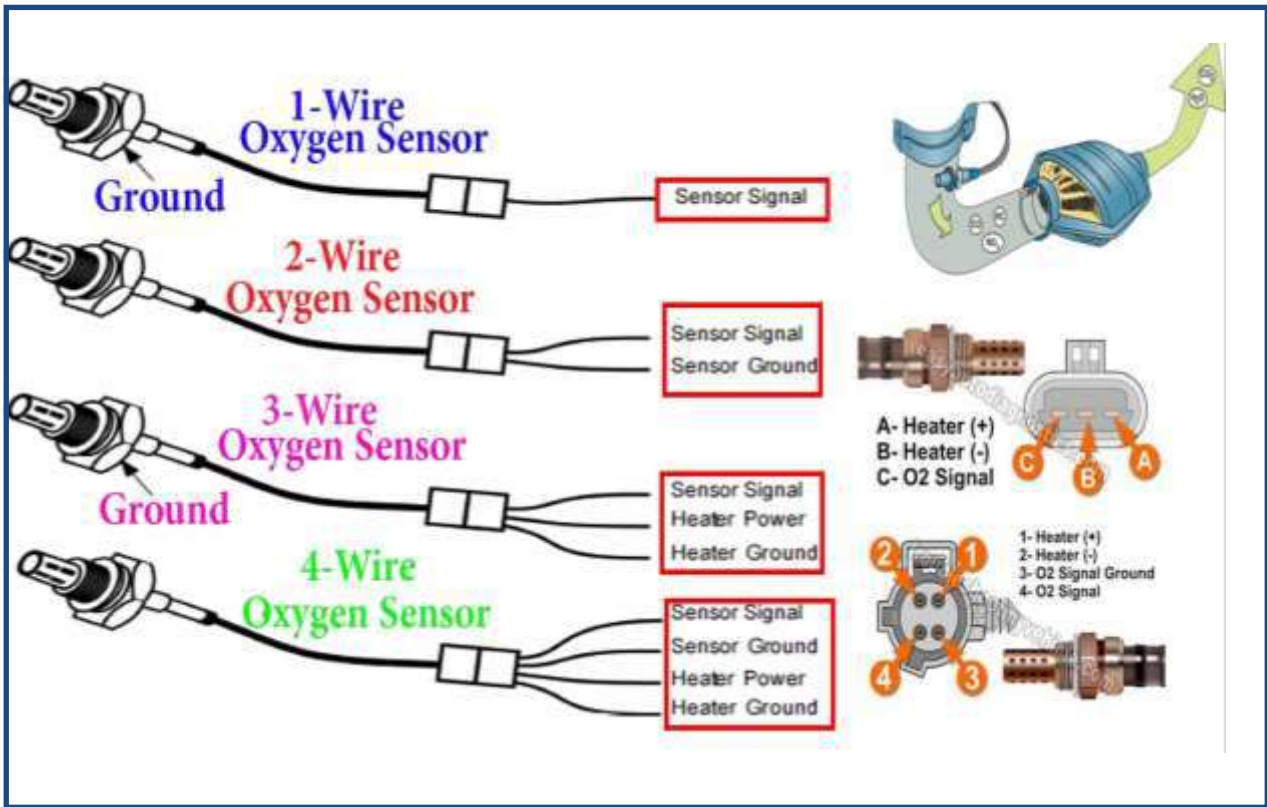 1-Wire
Oxygen Sensor
Ground
Sensor Signal
2-Wire
Oxygen Sensor
Sensor Signal
Sensor Ground
3-Wire
Oxygen Sensor
Ground
Sensor Signal
Heater Power
Heater Ground
4-Wire
Oxygen Sensor
Sensor Signal
Sensor Ground
Heater Power
Heater Ground
A- Heater (+)
B- Heater (-)
C- O2 Signal
C
B
A
1- Heater (+)
2- Heater (-)
3- O2 Signal Ground
4- O2 Signal
2
1
4
3